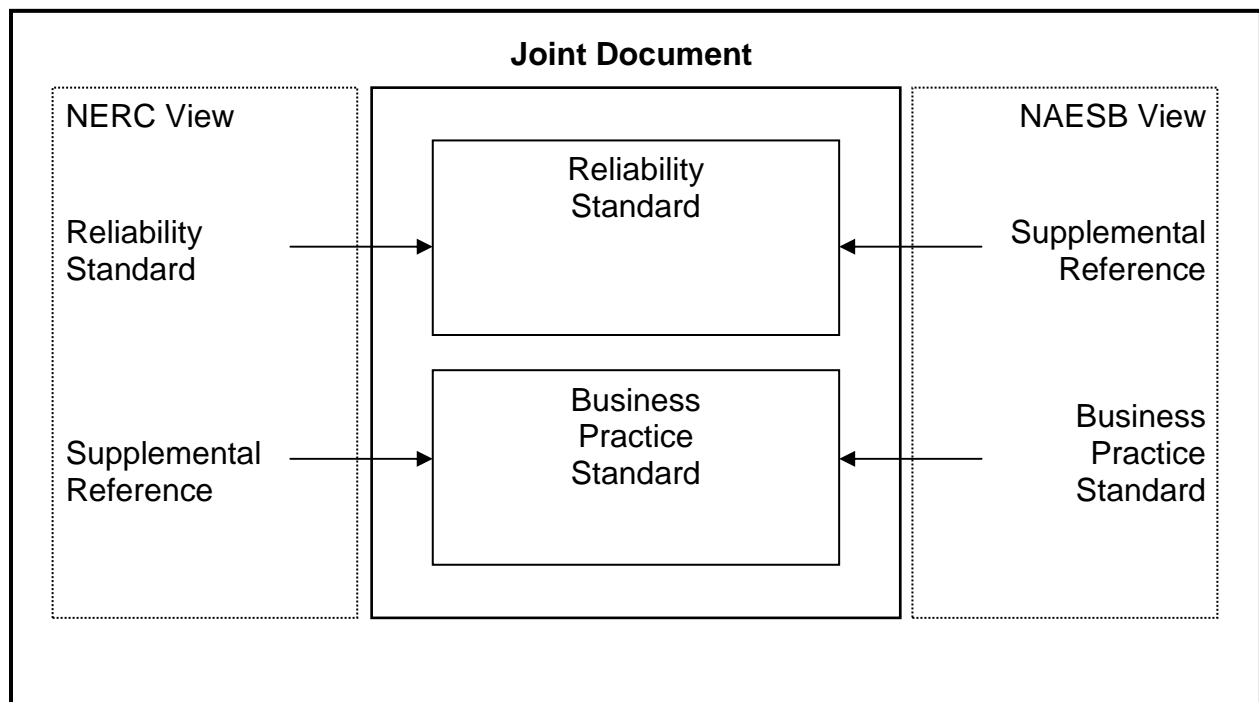 Joint Document
NERC View
NAESB View
Reliability
Standard
Reliability
Standard
Supplemental
Reference
Supplemental
Reference
Business
Practice
Standard
Business
Practice
Standard